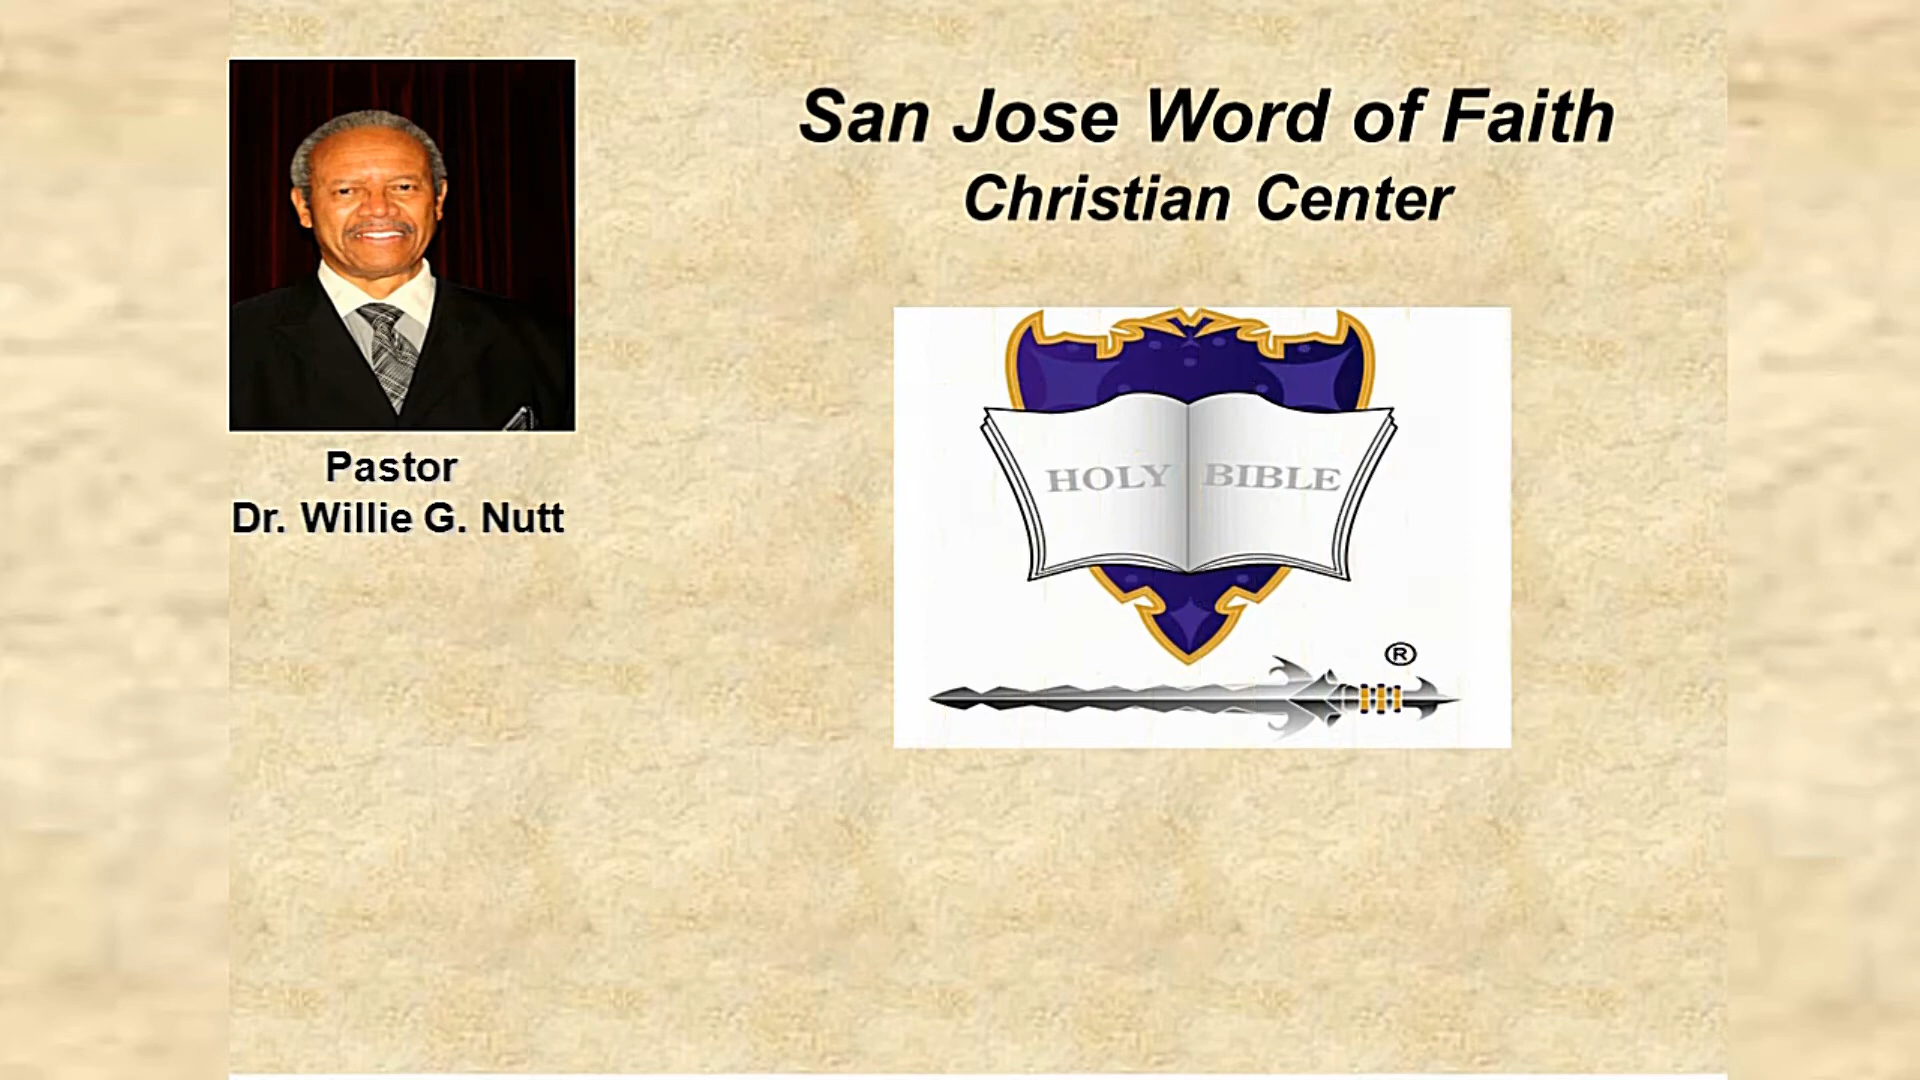 San Jose Word of Faith
Christian Center
Pastor
Dr. Willie G. Nutt
HOLY BIBLE
®